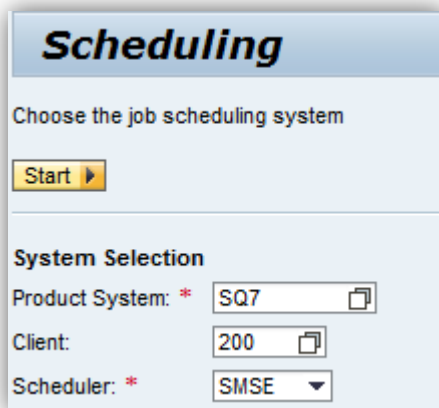 Scheduling
Choose the job scheduling system
Start
System Selection
Product System: * SQ7
Client: 200
Scheduler: * SMSE